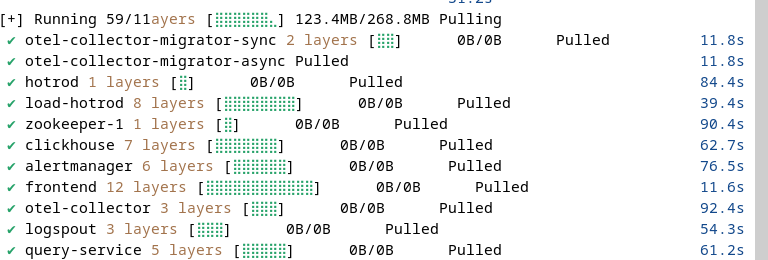 [+] Running 59/11ayers [⣿⣿⣿⣿⣿⣿⣿⣀] 123.4MB/268.8MB Pulling
✔ otel-collector-migrator-sync 2 layers [⣿⣿] 0B/0B Pulled 11.8s
✔ otel-collector-migrator-async Pulled 11.8s
✔ hotrod 1 layers [⣿] 0B/0B Pulled 84.4s
✔ load-hotrod 8 layers [⣿⣿⣿⣿⣿⣿⣿⣿] 0B/0B Pulled 39.4s
✔ zookeeper-1 1 layers [⣿] 0B/0B Pulled 90.4s
✔ clickhouse 7 layers [⣿⣿⣿⣿⣿⣿⣿] 0B/0B Pulled 62.7s
✔ alertmanager 6 layers [⣿⣿⣿⣿⣿⣿] 0B/0B Pulled 76.5s
✔ frontend 12 layers [⣿⣿⣿⣿⣿⣿⣿⣿⣿⣿⣿⣿] 0B/0B Pulled 11.6s
✔ otel-collector 3 layers [⣿⣿⣿] 0B/0B Pulled 92.4s
✔ logspout 3 layers [⣿⣿⣿] 0B/0B Pulled 54.3s
✔ query-service 5 layers [⣿⣿⣿⣿⣿] 0B/0B Pulled 61.2s